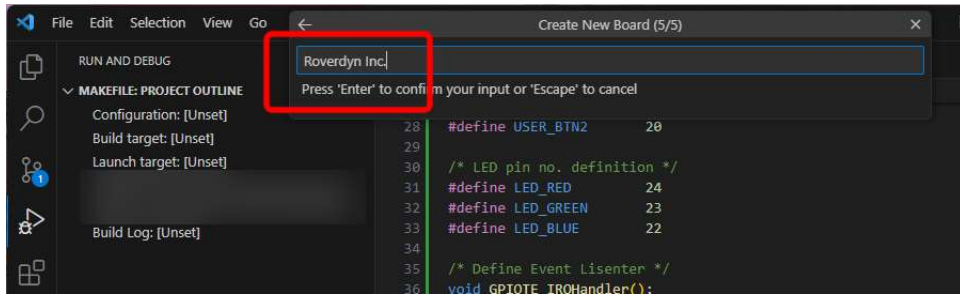 File Edit Selection View Go
Create New Board (5/5)
RUN AND DEBUG
Roverdyn Inc.
MAKEFILE: PROJECT OUTLINE
Press 'Enter' to confirm your input or 'Escape' to cancel
Configuration: [Unset]
Build target: [Unset]
Launch target: [Unset]
1
Build Log: [Unset]
28 #define USER_BTN2 20
29
30 /* LED pin no. definition */
31 #define LED_RED 24
32 #define LED_GREEN 23
33 #define LED_BLUE 22
34
35 /* Define Event Lisenter */
36 void GPIOTE_IRQHandler();